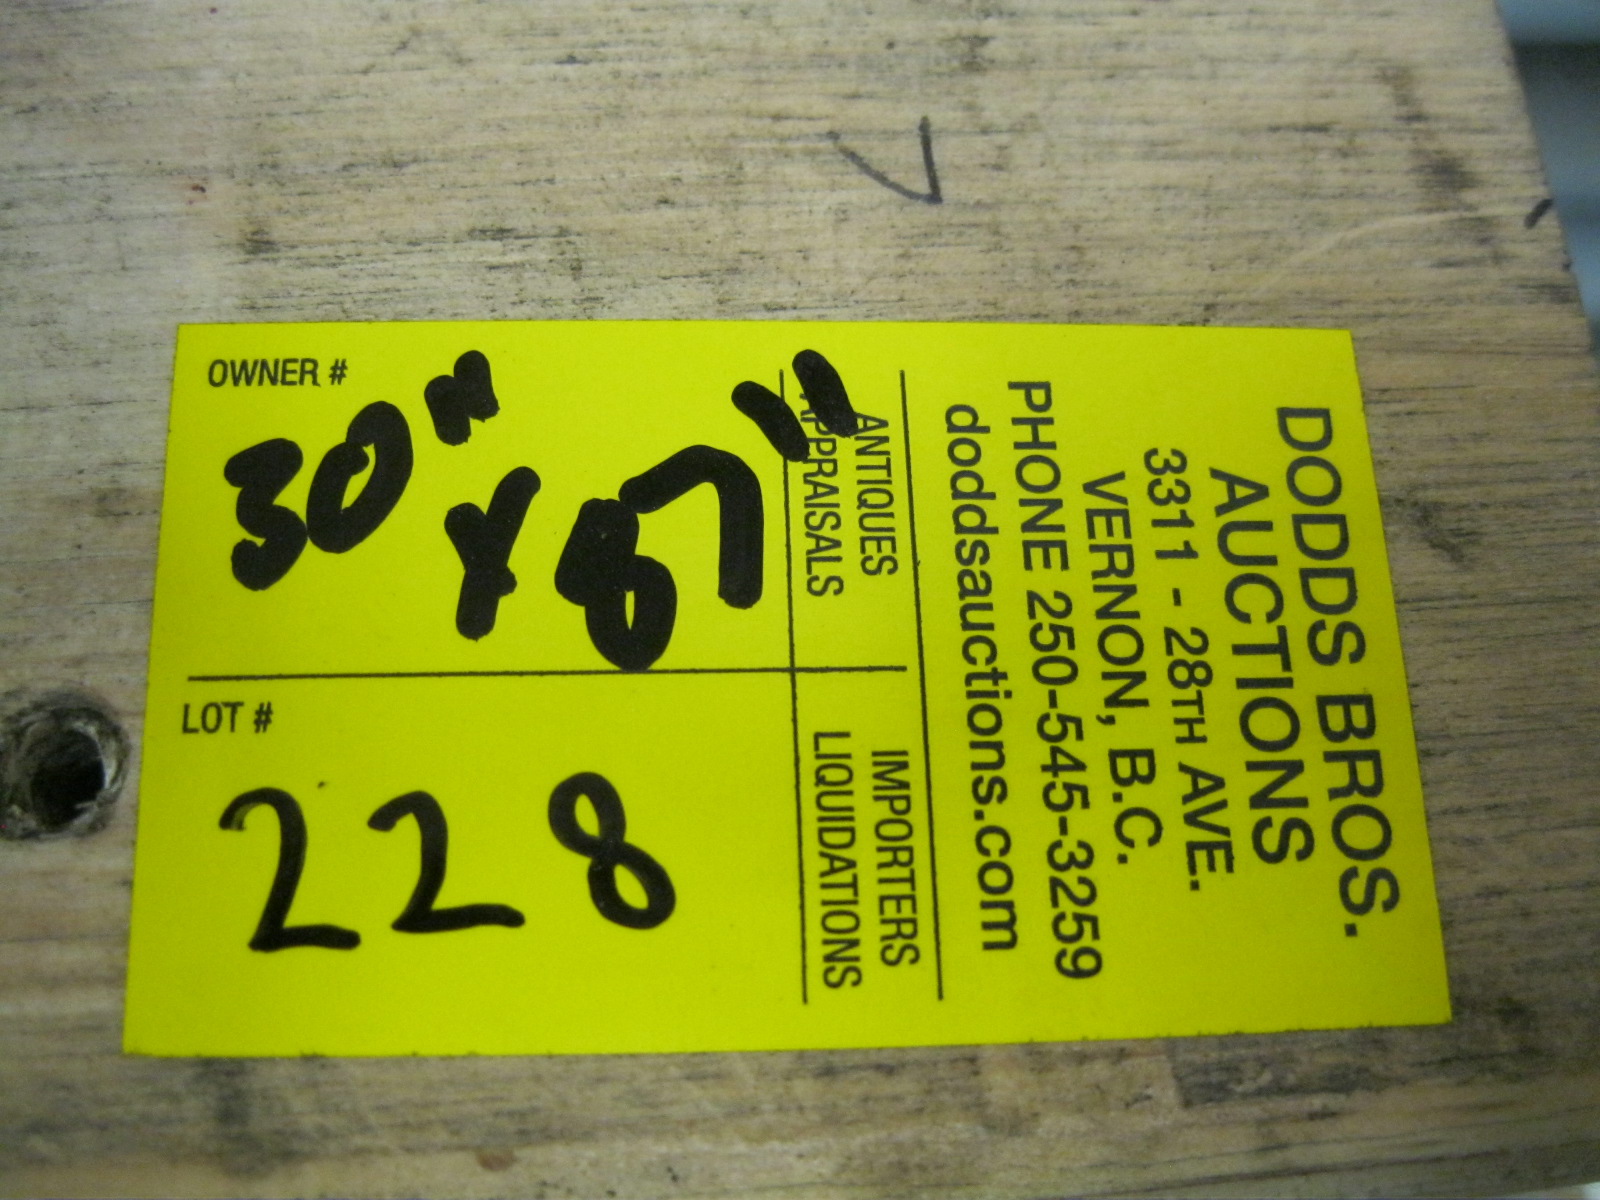 OWNER #
30" x 87"
LOT #
228
ANTIQUES
APPRAISALS
IMPORTERS
LIQUIDATIONS
DODDS BROS.
AUCTIONS
3311 - 28TH AVE.
VERNON, B.C.
PHONE 250-545-3259
doddsauctions.com